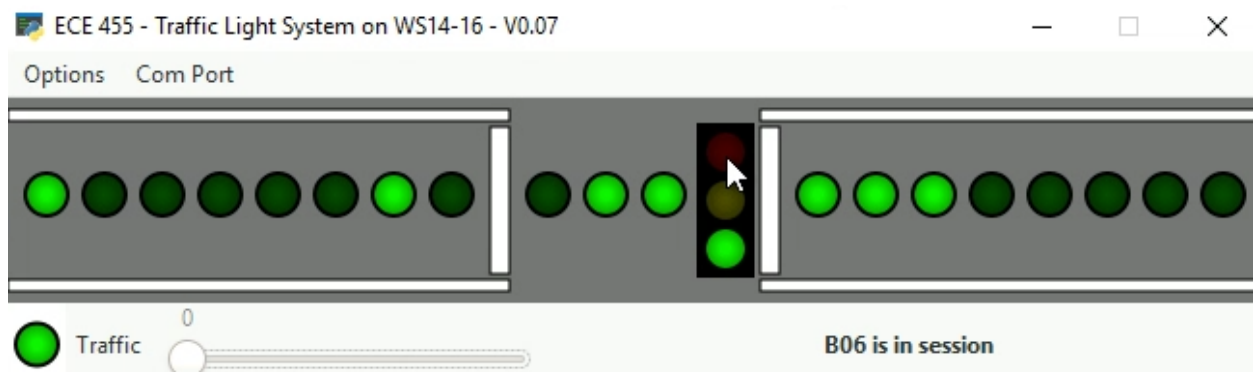 ECE 455 - Traffic Light System on WS14-16 - V0.07
Options Com Port
0
Traffic
B06 is in session